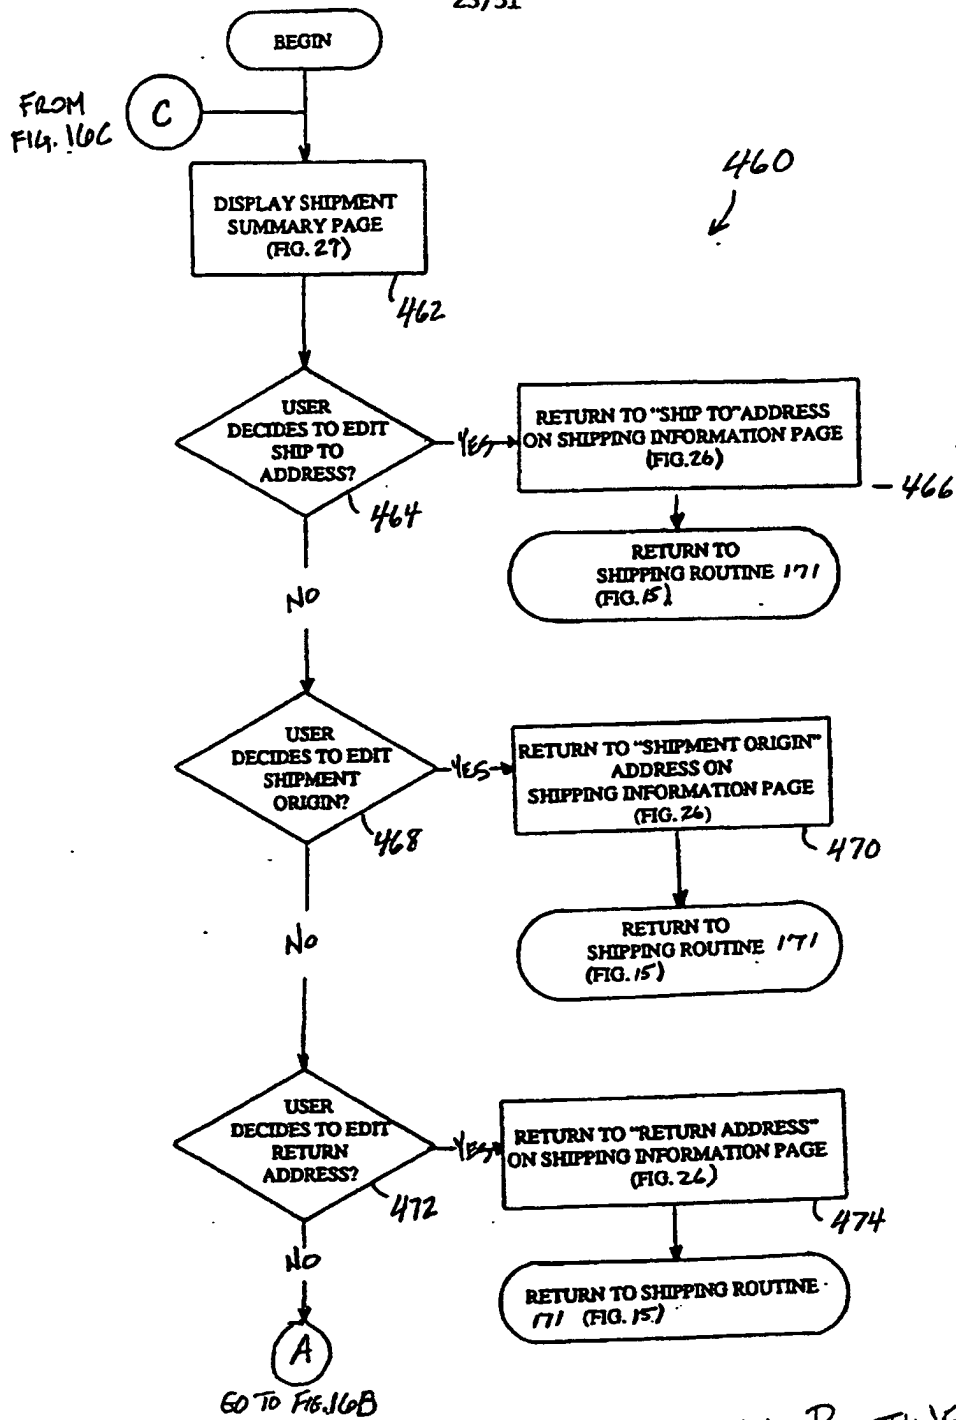 BEGIN
FROM
FIG. 16C
C
460
DISPLAY SHIPMENT
SUMMARY PAGE
(FIG. 27)
462
USER
DECIDES TO EDIT
SHIP TO
ADDRESS?
464
YES
RETURN TO "SHIP TO" ADDRESS
ON SHIPPING INFORMATION PAGE
(FIG. 26)
466
RETURN TO
SHIPPING ROUTINE 171
(FIG. 15)
NO
USER
DECIDES TO EDIT
SHIPMENT
ORIGIN?
468
YES
RETURN TO "SHIPMENT ORIGIN"
ADDRESS ON
SHIPPING INFORMATION PAGE
(FIG. 26)
470
RETURN TO
SHIPPING ROUTINE 171
(FIG. 15)
NO
USER
DECIDES TO EDIT
RETURN
ADDRESS?
472
YES
RETURN TO "RETURN ADDRESS"
ON SHIPPING INFORMATION PAGE
(FIG. 26)
474
RETURN TO SHIPPING ROUTINE
171 (FIG. 15)
NO
A
GO TO FIG. 16B